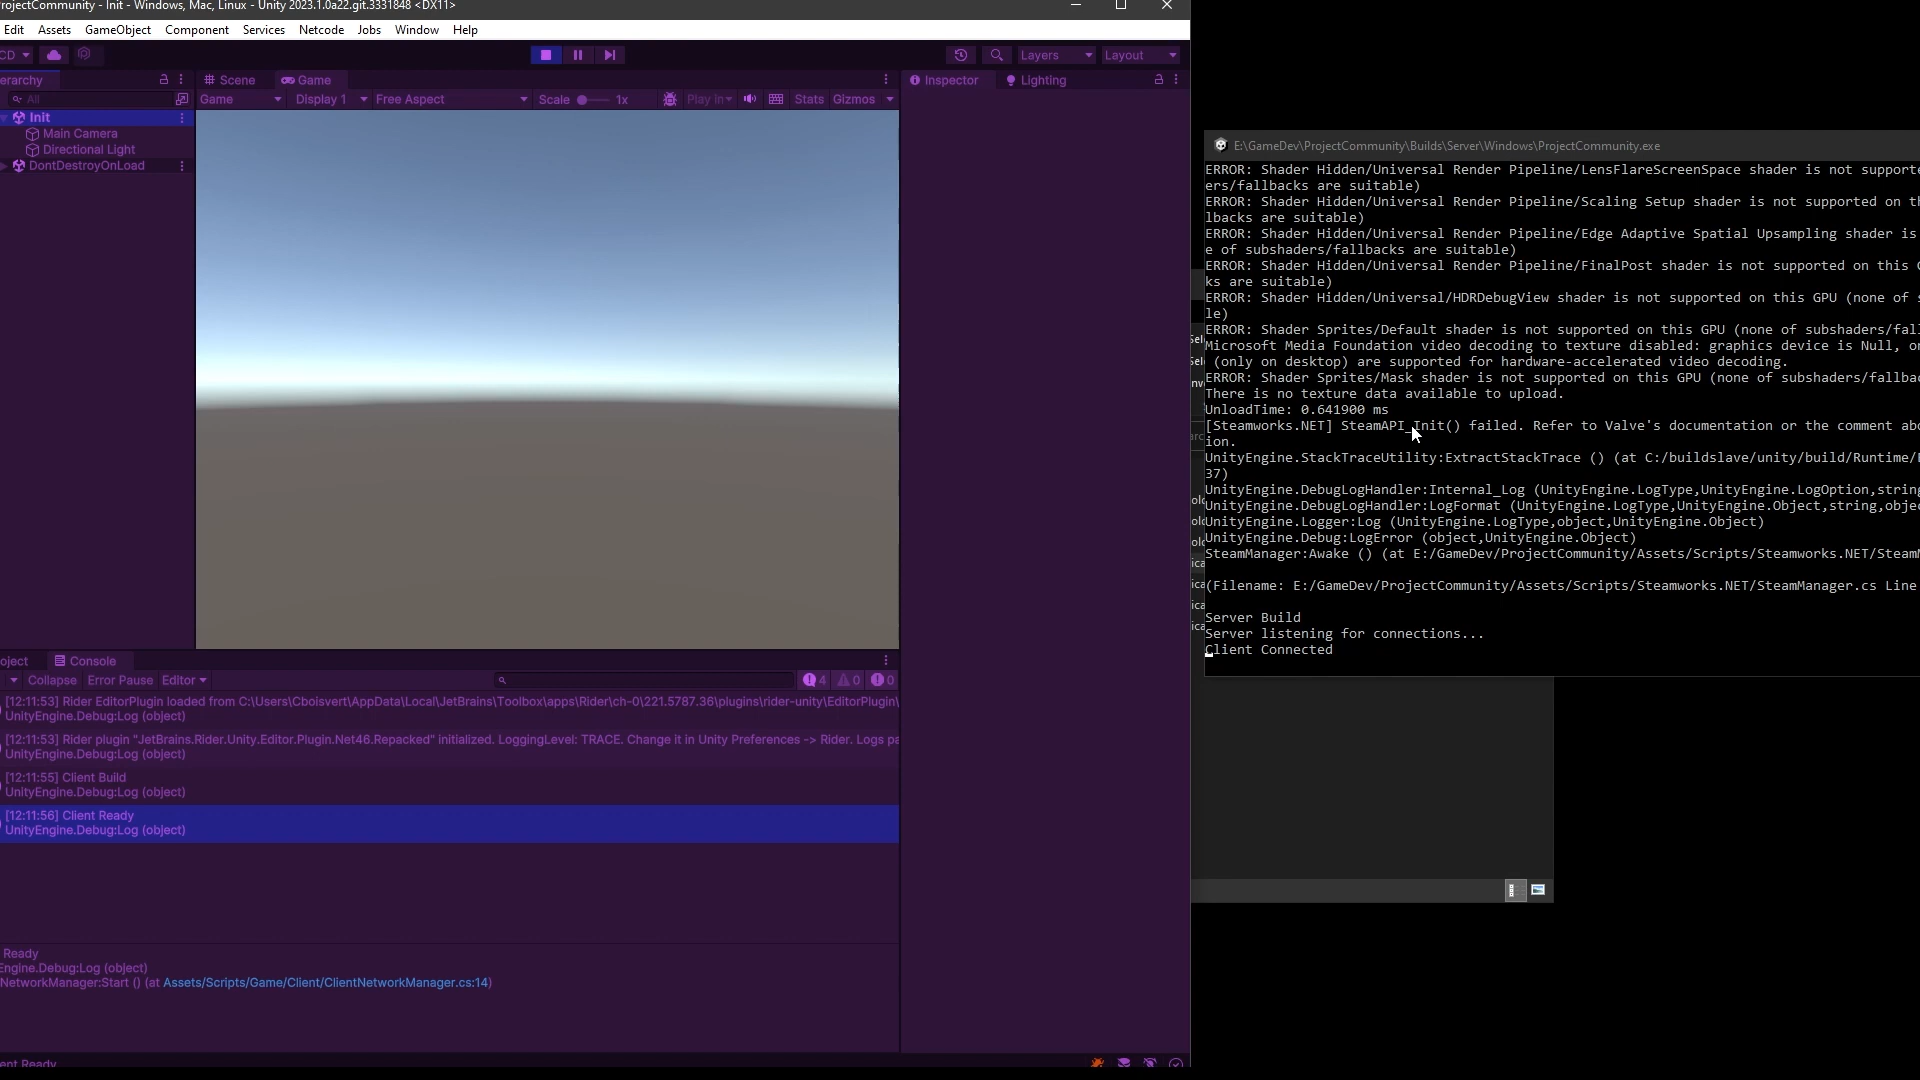 rojectCommunity - Init - Windows, Mac, Linux - Unity 2023.1.0a22.git.3331848 <DX11>
Edit Assets GameObject Component Services Netcode Jobs Window Help
CD Layers Layout
erarchy Scene Game Inspector Lighting
All Game Display 1 Free Aspect Scale 1x Play in Stats Gizmos
Init
Main Camera
Directional Light
DontDestroyOnLoad
oject Console
Collapse Error Pause Editor 4 0 0
[12:11:53] Rider EditorPlugin loaded from C:\Users\Cboisvert\AppData\Local\JetBrains\Toolbox\apps\Rider\ch-0\221.5787.36\plugins\rider-unity\EditorPlugin\
UnityEngine.Debug:Log (object)
[12:11:53] Rider plugin "JetBrains.Rider.Unity.Editor.Plugin.Net46.Repacked" initialized. LoggingLevel: TRACE. Change it in Unity Preferences -> Rider. Logs pa
UnityEngine.Debug:Log (object)
[12:11:55] Client Build
UnityEngine.Debug:Log (object)
[12:11:56] Client Ready
UnityEngine.Debug:Log (object)
Ready
Engine.Debug:Log (object)
NetworkManager:Start () (at Assets/Scripts/Game/Client/ClientNetworkManager.cs:14)
ent Ready
E:\GameDev\ProjectCommunity\Builds\Server\Windows\ProjectCommunity.exe
ERROR: Shader Hidden/Universal Render Pipeline/LensFlareScreenSpace shader is not supporte
ers/fallbacks are suitable)
ERROR: Shader Hidden/Universal Render Pipeline/Scaling Setup shader is not supported on th
lbacks are suitable)
ERROR: Shader Hidden/Universal Render Pipeline/Edge Adaptive Spatial Upsampling shader is
e of subshaders/fallbacks are suitable)
ERROR: Shader Hidden/Universal Render Pipeline/FinalPost shader is not supported on this G
ks are suitable)
ERROR: Shader Hidden/Universal/HDRDebugView shader is not supported on this GPU (none of s
le)
ERROR: Shader Sprites/Default shader is not supported on this GPU (none of subshaders/fall
Microsoft Media Foundation video decoding to texture disabled: graphics device is Null, on
(only on desktop) are supported for hardware-accelerated video decoding.
ERROR: Shader Sprites/Mask shader is not supported on this GPU (none of subshaders/fallbac
There is no texture data available to upload.
UnloadTime: 0.641900 ms
[Steamworks.NET] SteamAPI_Init() failed. Refer to Valve's documentation or the comment abo
ion.
UnityEngine.StackTraceUtility:ExtractStackTrace () (at C:/buildslave/unity/build/Runtime/E
37)
UnityEngine.DebugLogHandler:Internal_Log (UnityEngine.LogType,UnityEngine.LogOption,string
UnityEngine.DebugLogHandler:LogFormat (UnityEngine.LogType,UnityEngine.Object,string,objec
UnityEngine.Logger:Log (UnityEngine.LogType,object,UnityEngine.Object)
UnityEngine.Debug:LogError (object,UnityEngine.Object)
SteamManager:Awake () (at E:/GameDev/ProjectCommunity/Assets/Scripts/Steamworks.NET/SteamM
(Filename: E:/GameDev/ProjectCommunity/Assets/Scripts/Steamworks.NET/SteamManager.cs Line
Server Build
Server listening for connections...
Client Connected